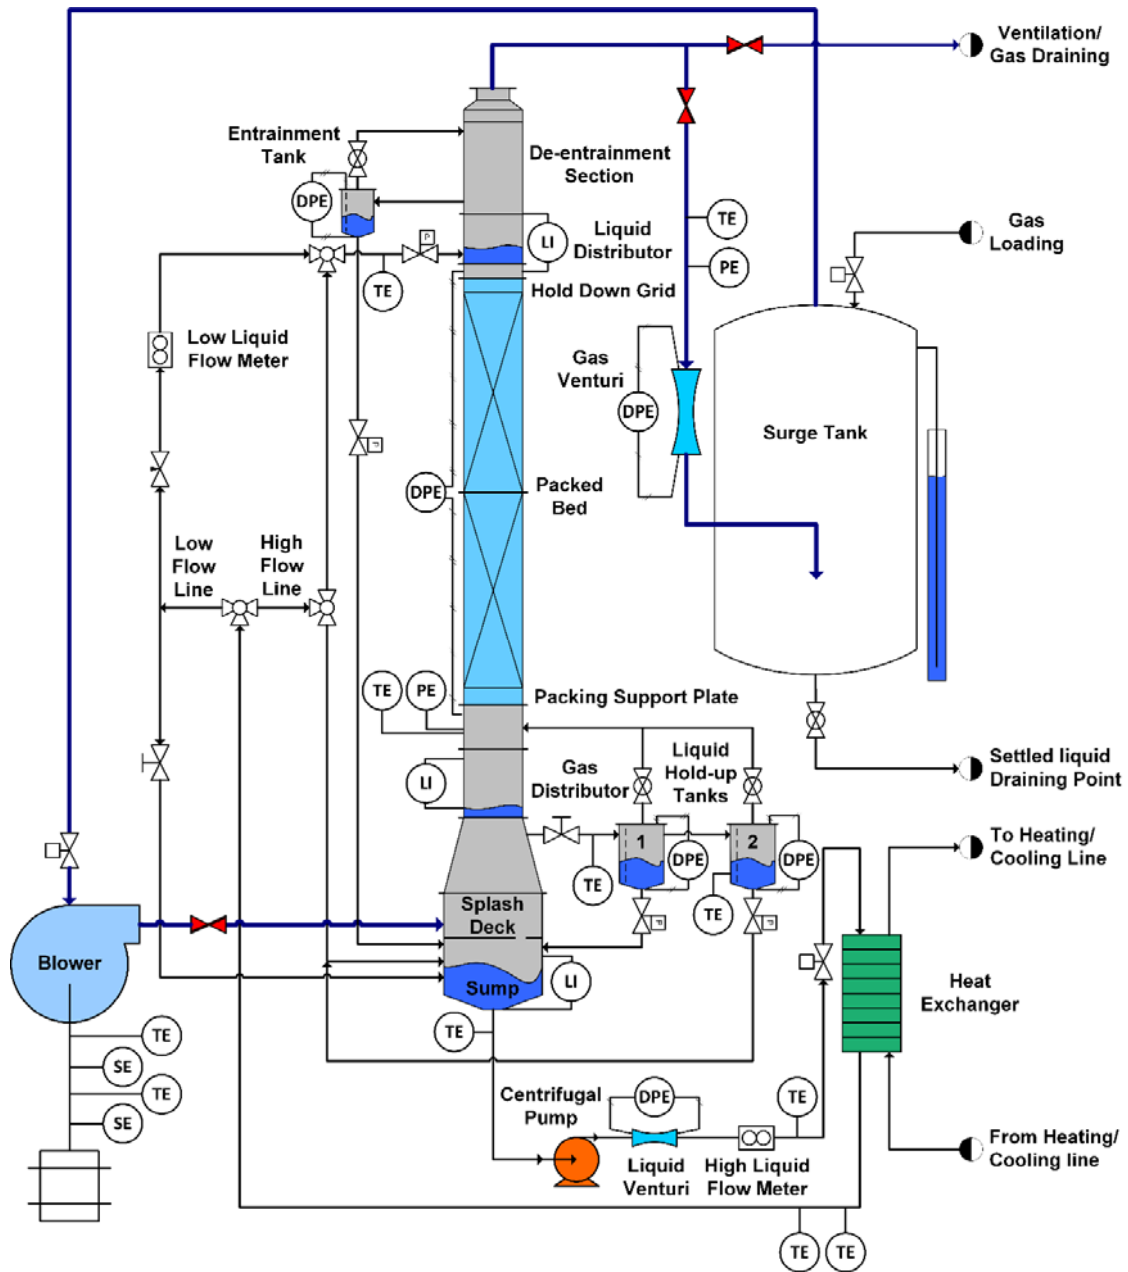 Ventilation/
Gas Draining
Entrainment
Tank
De-entrainment
Section
DPE
TE
Gas
Loading
LI
Liquid
Distributor
P
TE
PE
Hold Down Grid
Low Liquid
Flow Meter
Gas
Venturi
DPE
Surge Tank
P
DPE
Packed
Bed
Low
Flow
Line
High
Flow
Line
TE
PE
Packing Support Plate
LI
Gas
Distributor
Liquid
Hold-up
Tanks
Settled liquid
Draining Point
1
2
DPE
DPE
TE
TE
To Heating/
Cooling Line
Splash
Deck
P
P
Blower
Sump
LI
Heat
Exchanger
TE
TE
SE
TE
SE
Centrifugal
Pump
DPE
TE
Liquid
Venturi
High Liquid
Flow Meter
From Heating/
Cooling line
TE
TE